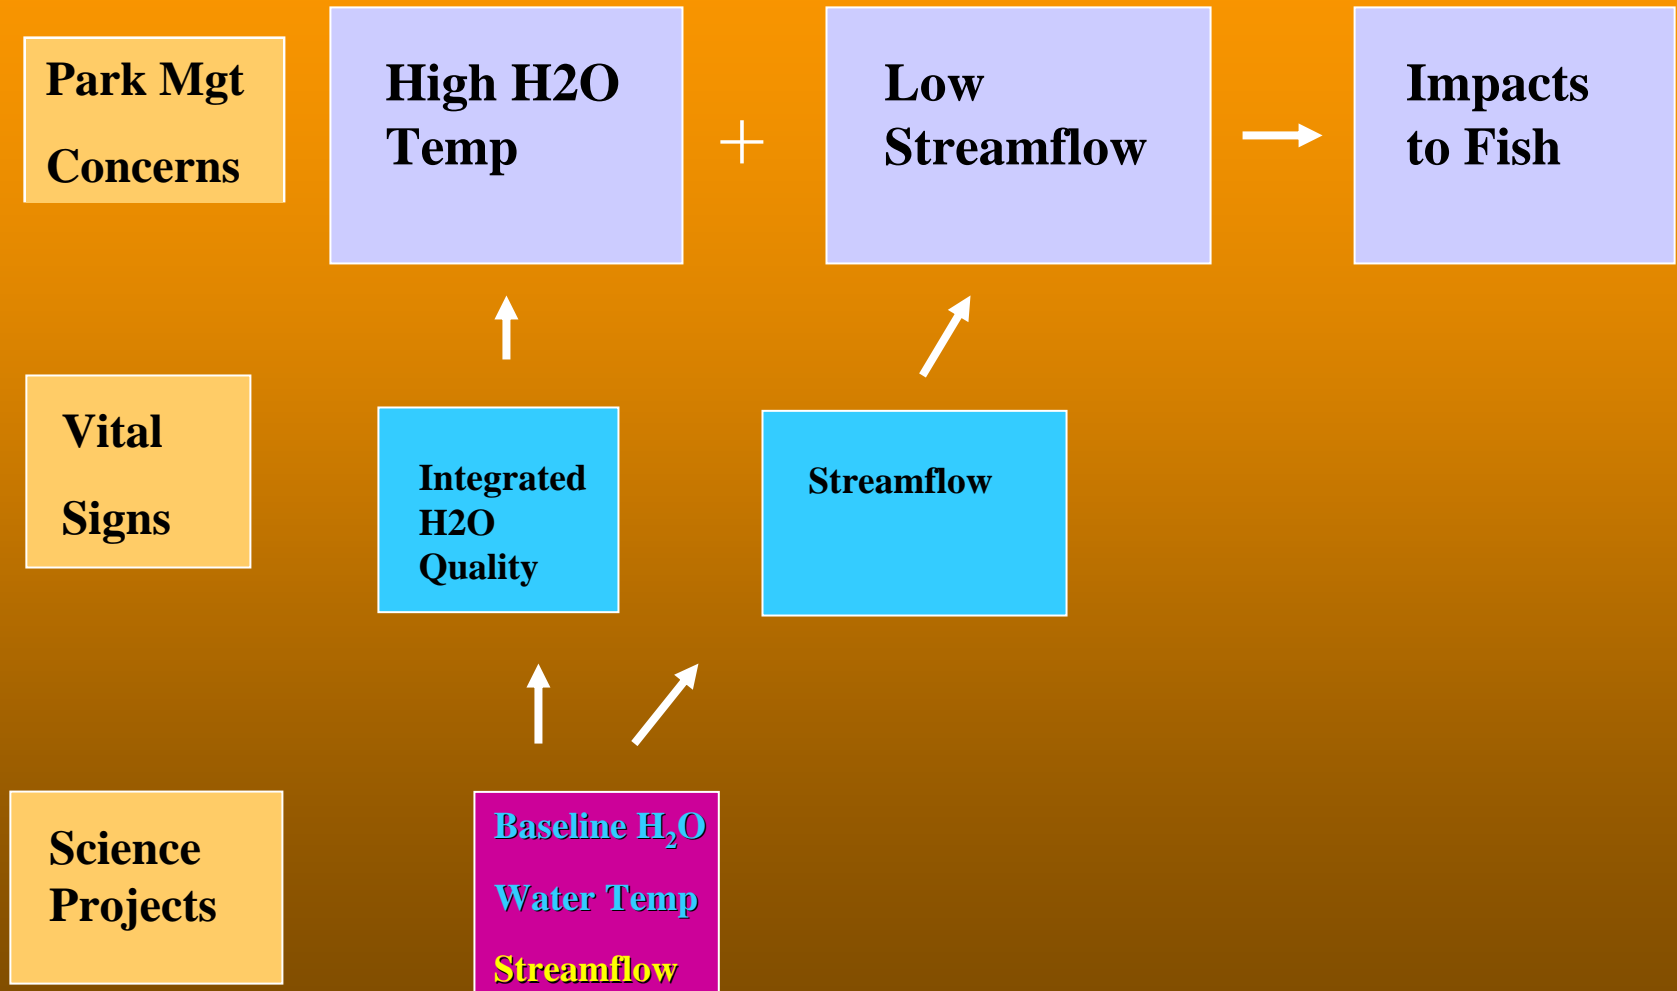 Park Mgt
Concerns
High H2O
Temp
+
Low
Streamflow
Impacts
to Fish
Vital
Signs
Integrated
H2O
Quality
Streamflow
Science
Projects
Baseline H₂O
Water Temp
Streamflow